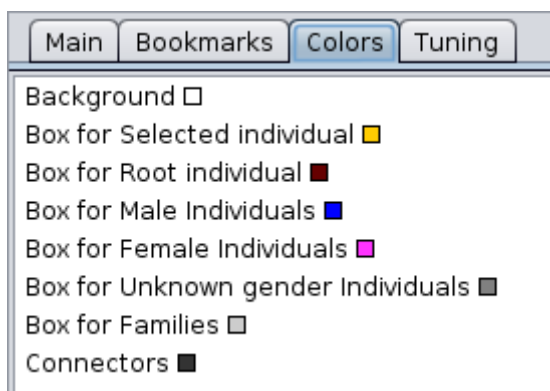 Main Bookmarks Colors Tuning
Background
Box for Selected individual
Box for Root individual
Box for Male Individuals
Box for Female Individuals
Box for Unknown gender Individuals
Box for Families
Connectors